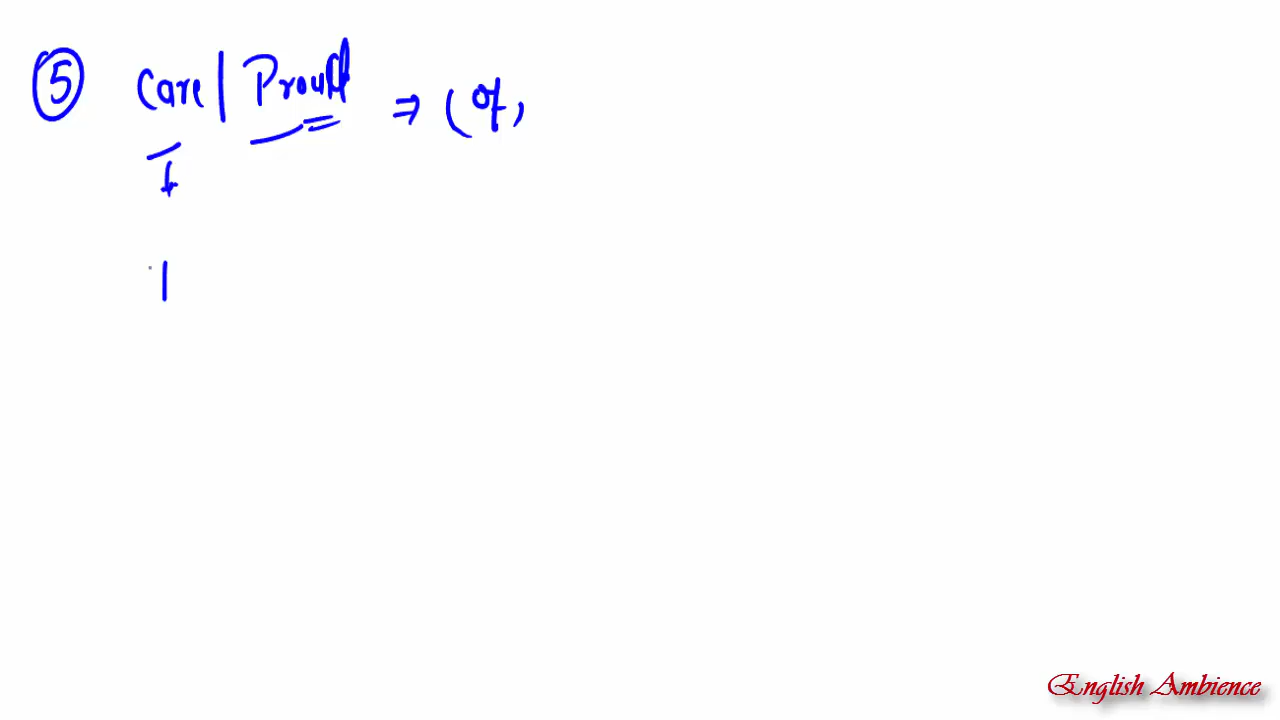 ⑤ Care | Proud ⇒ (of,
I
English Ambience